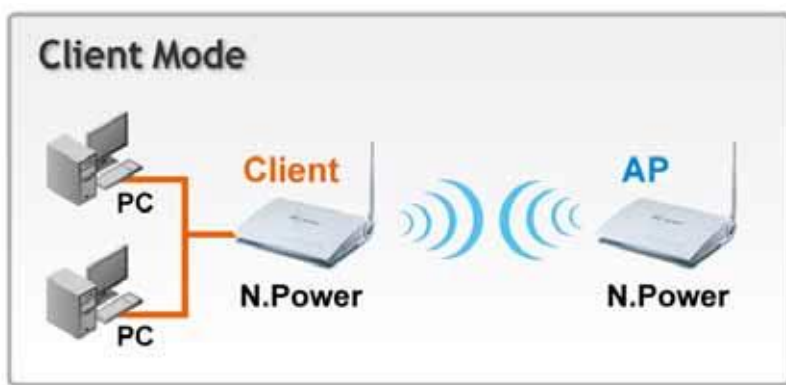 Client Mode
Client
AP
PC
N.Power
N.Power
PC